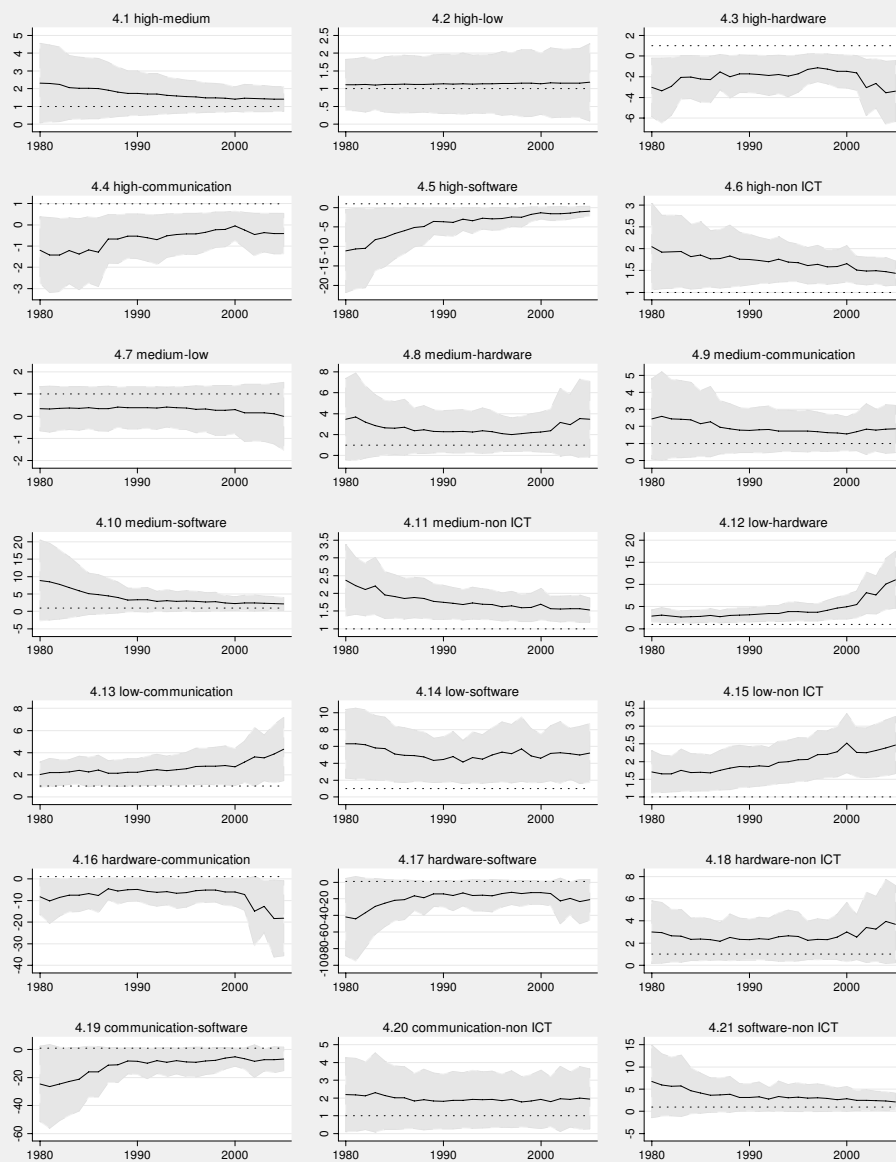 4.1 high-medium
5
4
3
2
1
0
1980 1990 2000
4.2 high-low
2.5
2
1.5
1
.5
0
1980 1990 2000
4.3 high-hardware
2
0
-2
-4
-6
1980 1990 2000
4.4 high-communication
1
0
-1
-2
-3
1980 1990 2000
4.5 high-software
0
-5
-10
-15
-20
1980 1990 2000
4.6 high-non ICT
3
2.5
2
1.5
1
1980 1990 2000
4.7 medium-low
2
1
0
-1
-2
1980 1990 2000
4.8 medium-hardware
8
6
4
2
0
1980 1990 2000
4.9 medium-communication
5
4
3
2
1
0
1980 1990 2000
4.10 medium-software
20
15
10
5
0
-5
1980 1990 2000
4.11 medium-non ICT
3.5
3
2.5
2
1.5
1
1980 1990 2000
4.12 low-hardware
20
15
10
5
0
1980 1990 2000
4.13 low-communication
8
6
4
2
0
1980 1990 2000
4.14 low-software
10
8
6
4
2
0
1980 1990 2000
4.15 low-non ICT
3.5
3
2.5
2
1.5
1
1980 1990 2000
4.16 hardware-communication
0
-10
-20
-30
-40
1980 1990 2000
4.17 hardware-software
0
-20
-40
-60
-80
-100
1980 1990 2000
4.18 hardware-non ICT
8
6
4
2
0
1980 1990 2000
4.19 communication-software
0
-20
-40
-60
1980 1990 2000
4.20 communication-non ICT
5
4
3
2
1
0
1980 1990 2000
4.21 software-non ICT
15
10
5
0
-5
1980 1990 2000